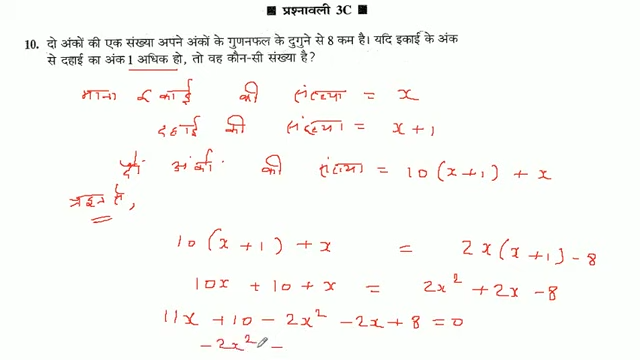 ■ प्रश्नावली 3C ■
10. दो अंकों की एक संख्या अपने अंकों के गुणनफल के दुगुने से 8 कम है। यदि इकाई के अंक
से दहाई का अंक 1 अधिक हो, तो वह कौन-सी संख्या है?
माना इकाई की संख्या = x
दहाई की संख्या = x + 1
दो अंकों की संख्या = 10(x+1) + x
प्रश्न से,
10(x+1) + x = 2x(x+1) - 8
10x + 10 + x = 2x² + 2x - 8
11x + 10 - 2x² - 2x + 8 = 0
- 2x² -